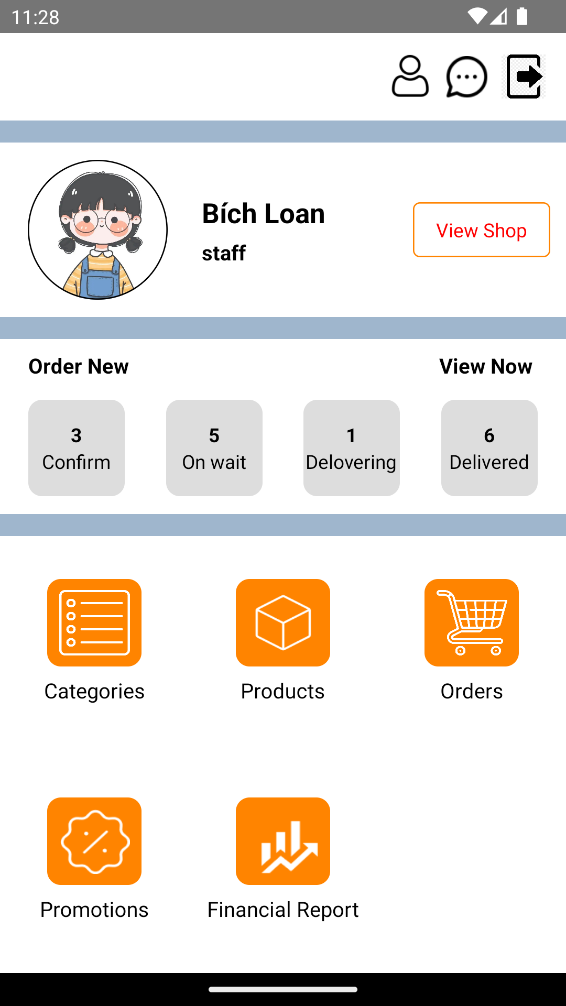 11:28
Bích Loan
staff
View Shop
Order New
View Now
3
Confirm
5
On wait
1
Delovering
6
Delivered
Categories
Products
Orders
Promotions
Financial Report